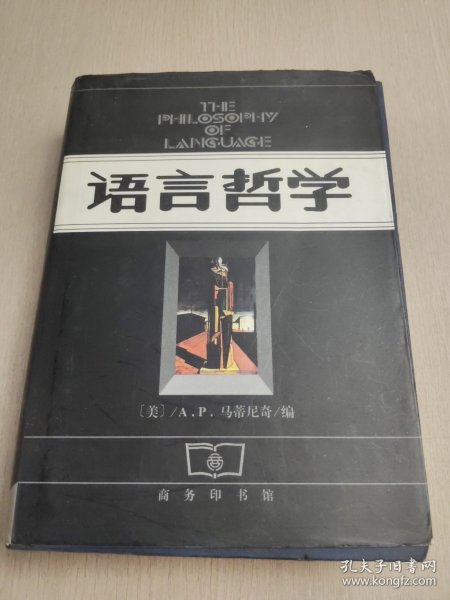 THE
PHILOSOPHY
OF
LANGUAGE
语言哲学
〔美〕/A.P.马蒂尼奇/编
商务印书馆
孔夫子旧书网
www.kongfz.com